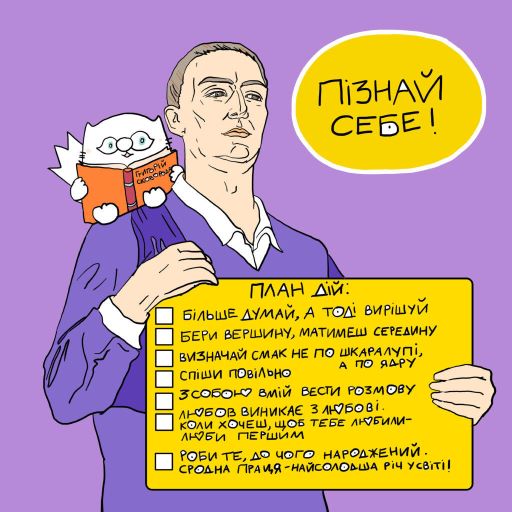 ПІЗНАЙ
СЕБЕ!
ГРИГОРІЙ
СКОВОРОДА
ПЛАН ДІЙ:
БІЛЬШЕ ДУМАЙ, А ТОДІ ВИРІШУЙ
БЕРИ ВЕРШИНУ, МАТИМЕШ СЕРЕДИНУ
ВИЗНАЧАЙ СМАК НЕ ПО ШКАРАЛУПІ,
А ПО ЯДРУ
СПІШИ ПОВІЛЬНО
З СОБОЮ ВМІЙ ВЕСТИ РОЗМОВУ
ЛЮБОВ ВИНИКАЄ З ЛЮБОВІ.
КОЛИ ХОЧЕШ, ЩОБ ТЕБЕ ЛЮБИЛИ-
ЛЮБИ ПЕРШИМ
РОБИ ТЕ, ДО ЧОГО НАРОДЖЕНИЙ.
СРОДНА ПРАЦЯ-НАЙСОЛОДША РІЧ У СВІТІ!